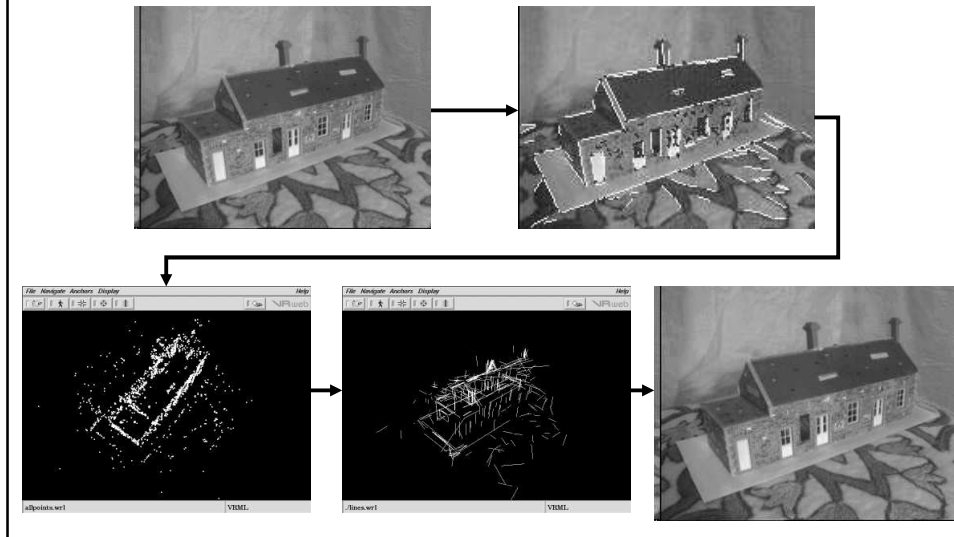 File Navigate Anchors Display Help
VRweb
allpoints.wrl VRML
File Navigate Anchors Display Help
VRweb
./lines.wrl VRML